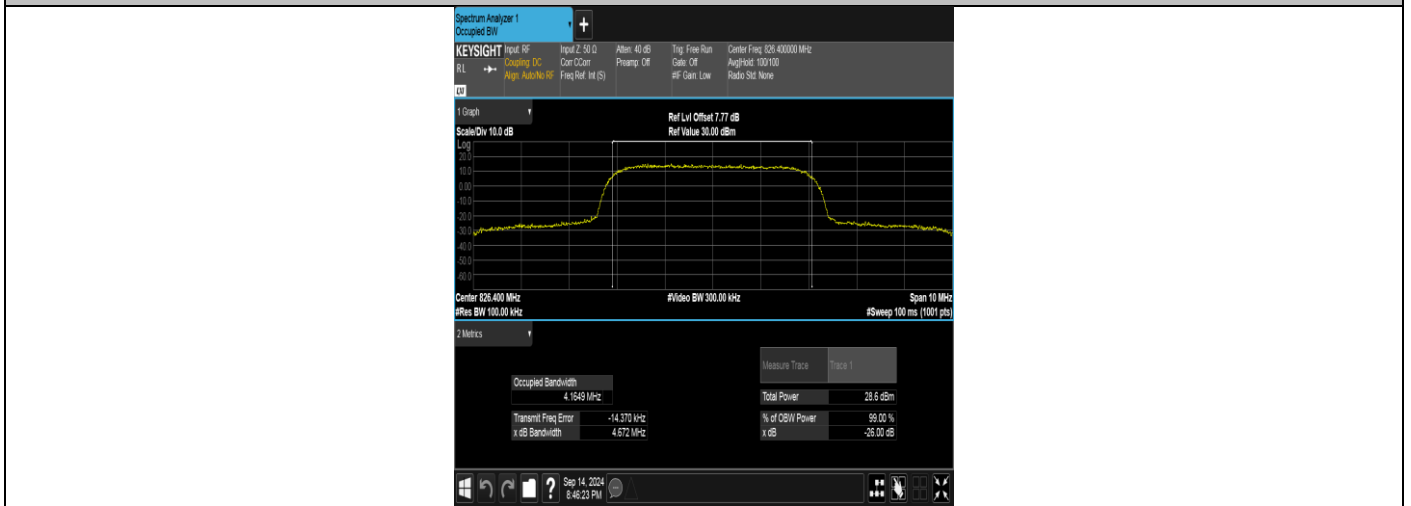 Spectrum Analyzer 1
Occupied BW
+
KEYSIGHT Input: RF Input Z: 50 Ω Atten: 40 dB Trig: Free Run Center Freq: 826.400000 MHz
RL Coupling: DC Corr CCorr Preamp: Off Gate: Off Avg|Hold: 100/100
Align: Auto/No RF Freq Ref: Int (S) #IF Gain: Low Radio Std: None
1 Graph
Ref Lvl Offset 7.77 dB
Scale/Div 10.0 dB Ref Value 30.00 dBm
Log
20.0
10.0
0.00
-10.0
-20.0
-30.0
-40.0
-50.0
-60.0
Center 826.400 MHz #Video BW 300.00 kHz Span 10 MHz
#Res BW 100.00 kHz #Sweep 100 ms (1001 pts)
2 Metrics
Measure Trace Trace 1
Occupied Bandwidth
4.1649 MHz
Total Power 28.6 dBm
Transmit Freq Error -14.370 kHz % of OBW Power 99.00 %
x dB Bandwidth 4.672 MHz x dB -26.00 dB
? Sep 14, 2024
8:46:23 PM